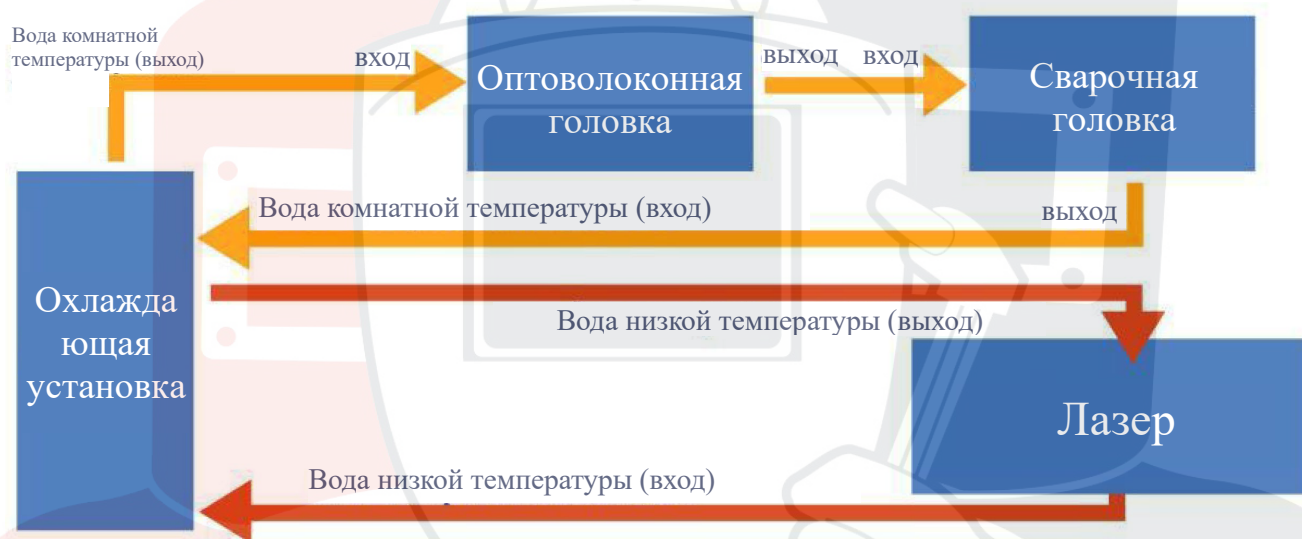 Вода комнатной
температуры (выход)
вход
Оптоволоконная
головка
выход
вход
Сварочная
головка
Вода комнатной температуры (вход)
выход
Охлажда
ющая
установка
Вода низкой температуры (выход)
Лазер
Вода низкой температуры (вход)